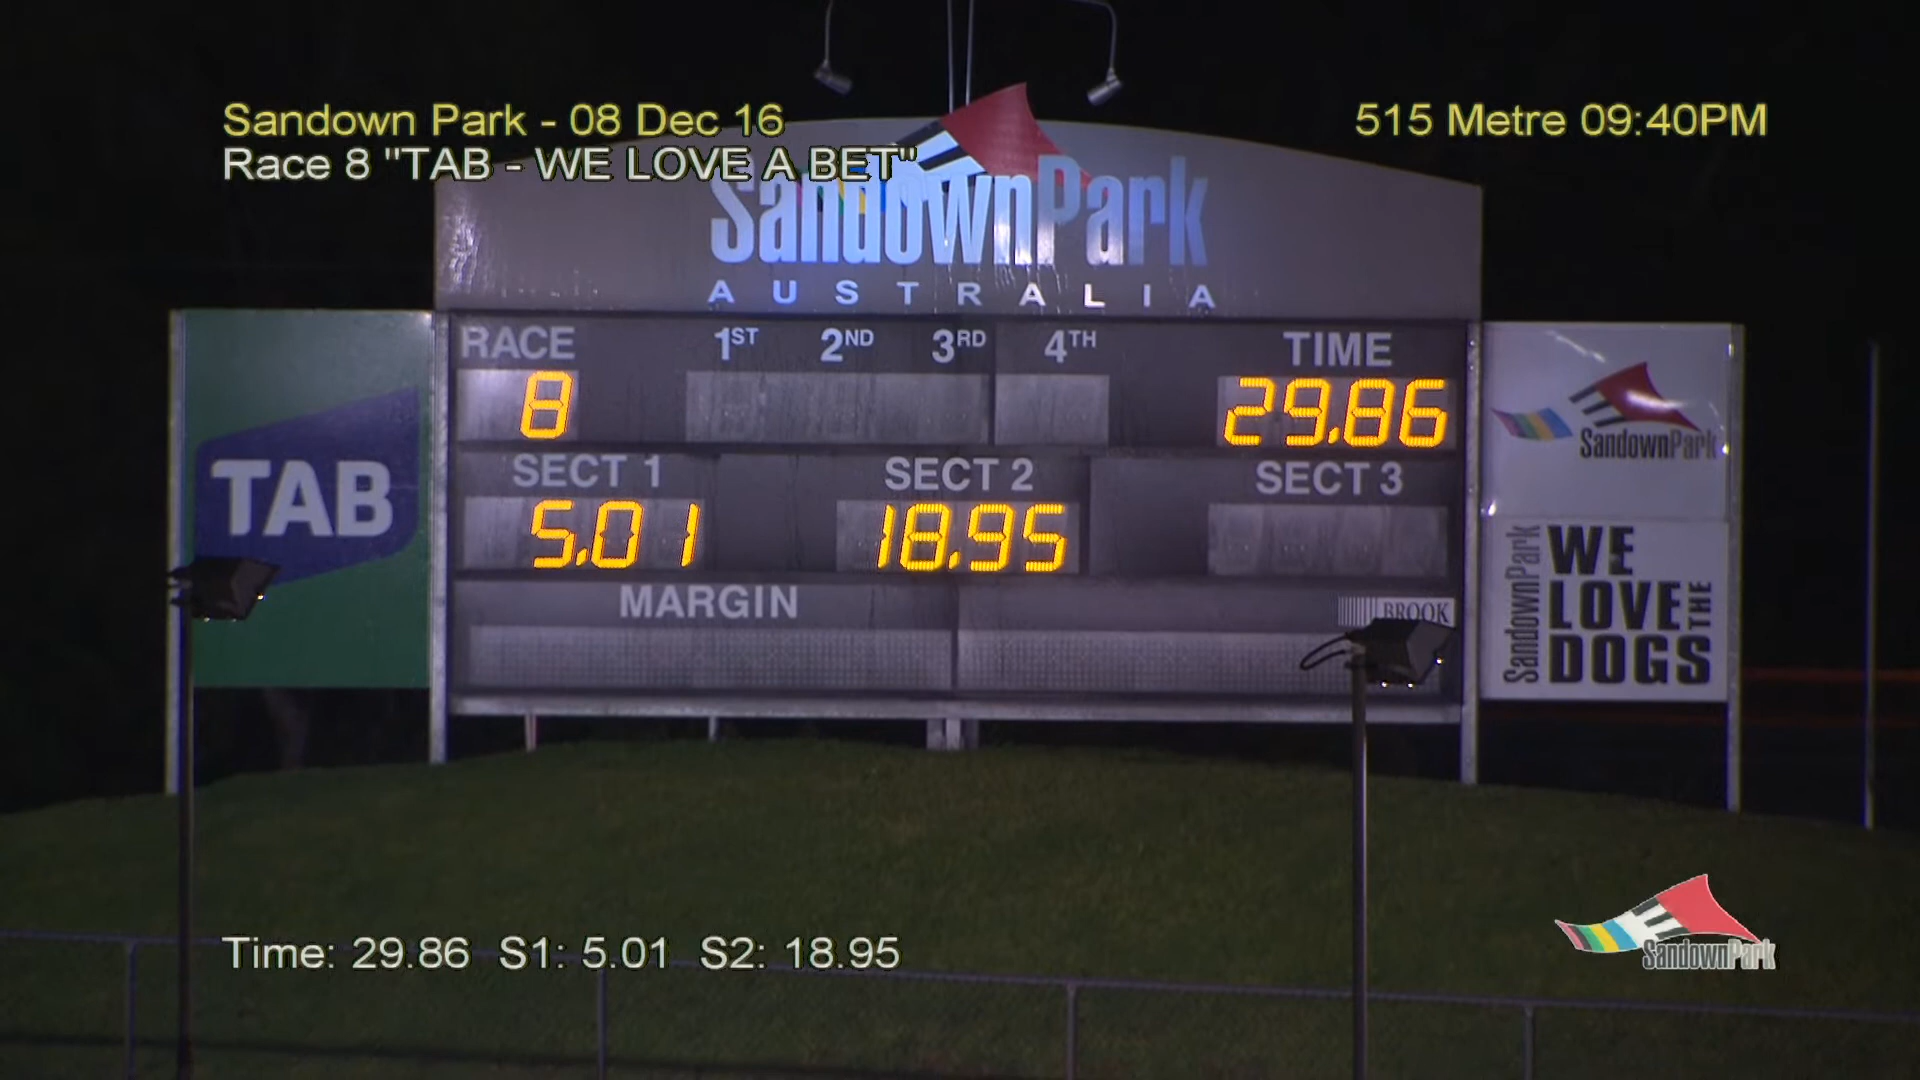 Sandown Park - 08 Dec 16
515 Metre 09:40PM
Race 8 "TAB - WE LOVE A BET"
SandownPark
AUSTRALIA
RACE 1ST 2ND 3RD 4TH TIME
8 29.86
SECT 1 SECT 2 SECT 3
5.01 18.95
MARGIN
BROOK
TAB
SandownPark
SandownPark
WE
LOVE THE
DOGS
Time: 29.86 S1: 5.01 S2: 18.95
SandownPark